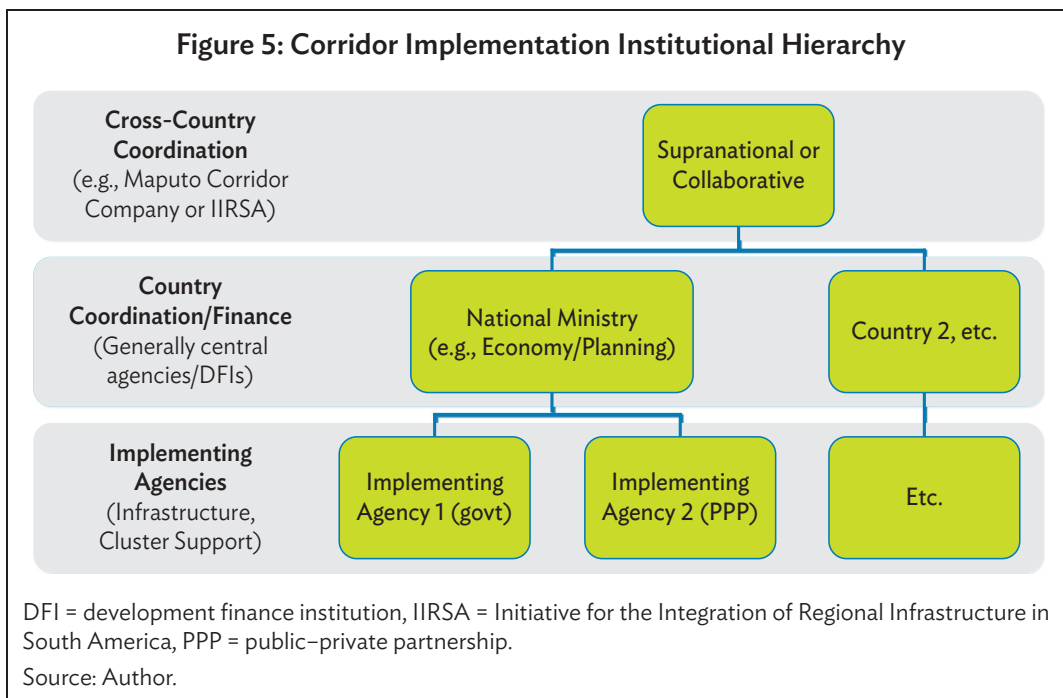 Figure 5: Corridor Implementation Institutional Hierarchy
Cross-Country
Coordination
(e.g., Maputo Corridor
Company or IIRSA)
Supranational or
Collaborative
Country
Coordination/Finance
(Generally central
agencies/DFIs)
National Ministry
(e.g., Economy/Planning)
Country 2, etc.
Implementing
Agencies
(Infrastructure,
Cluster Support)
Implementing
Agency 1 (govt)
Implementing
Agency 2 (PPP)
Etc.
DFI = development finance institution, IIRSA = Initiative for the Integration of Regional Infrastructure in
South America, PPP = public–private partnership.
Source: Author.